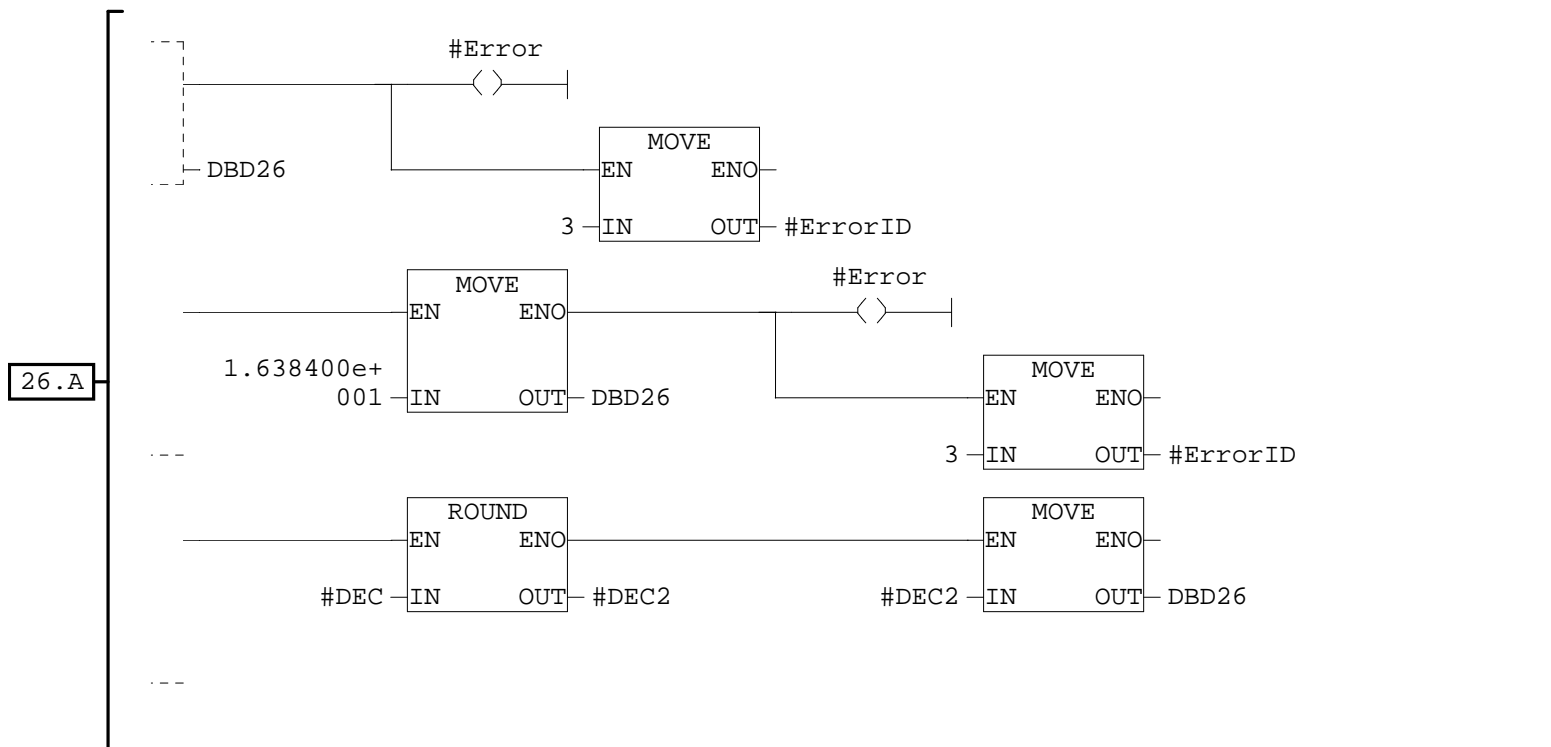 #Error
MOVE
DBD26
EN ENO
3 IN OUT #ErrorID
#Error
MOVE
EN ENO
1.638400e+
MOVE
26.A
001 IN OUT DBD26
EN ENO
3 IN OUT #ErrorID
ROUND MOVE
EN ENO EN ENO
#DEC IN OUT #DEC2 #DEC2 IN OUT DBD26